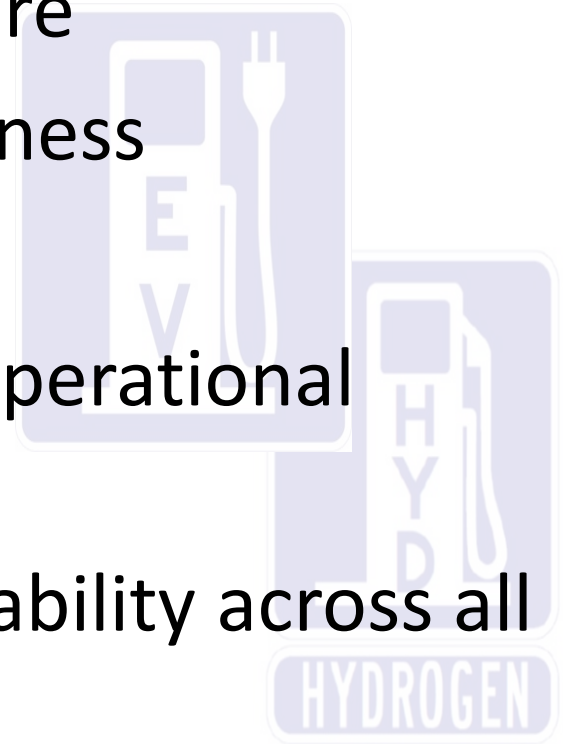 re
ness
E
V
perational
H
Y
D
ability across all
HYDROGEN